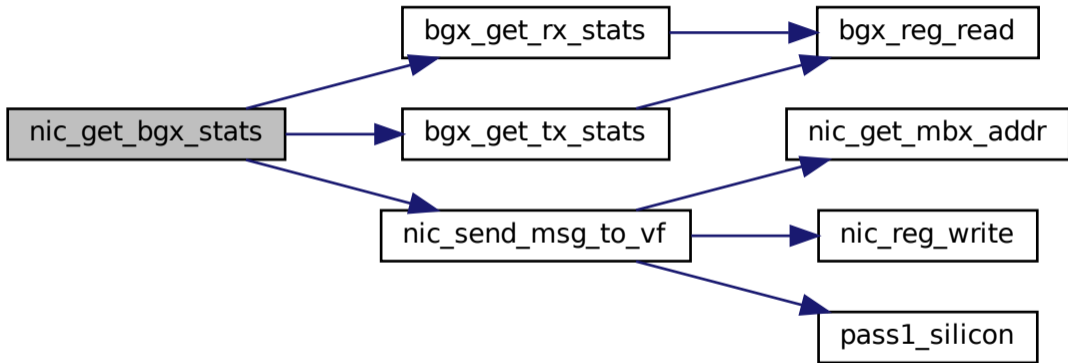 bgx_get_rx_stats
bgx_reg_read
nic_get_bgx_stats
bgx_get_tx_stats
nic_get_mbx_addr
nic_send_msg_to_vf
nic_reg_write
pass1_silicon